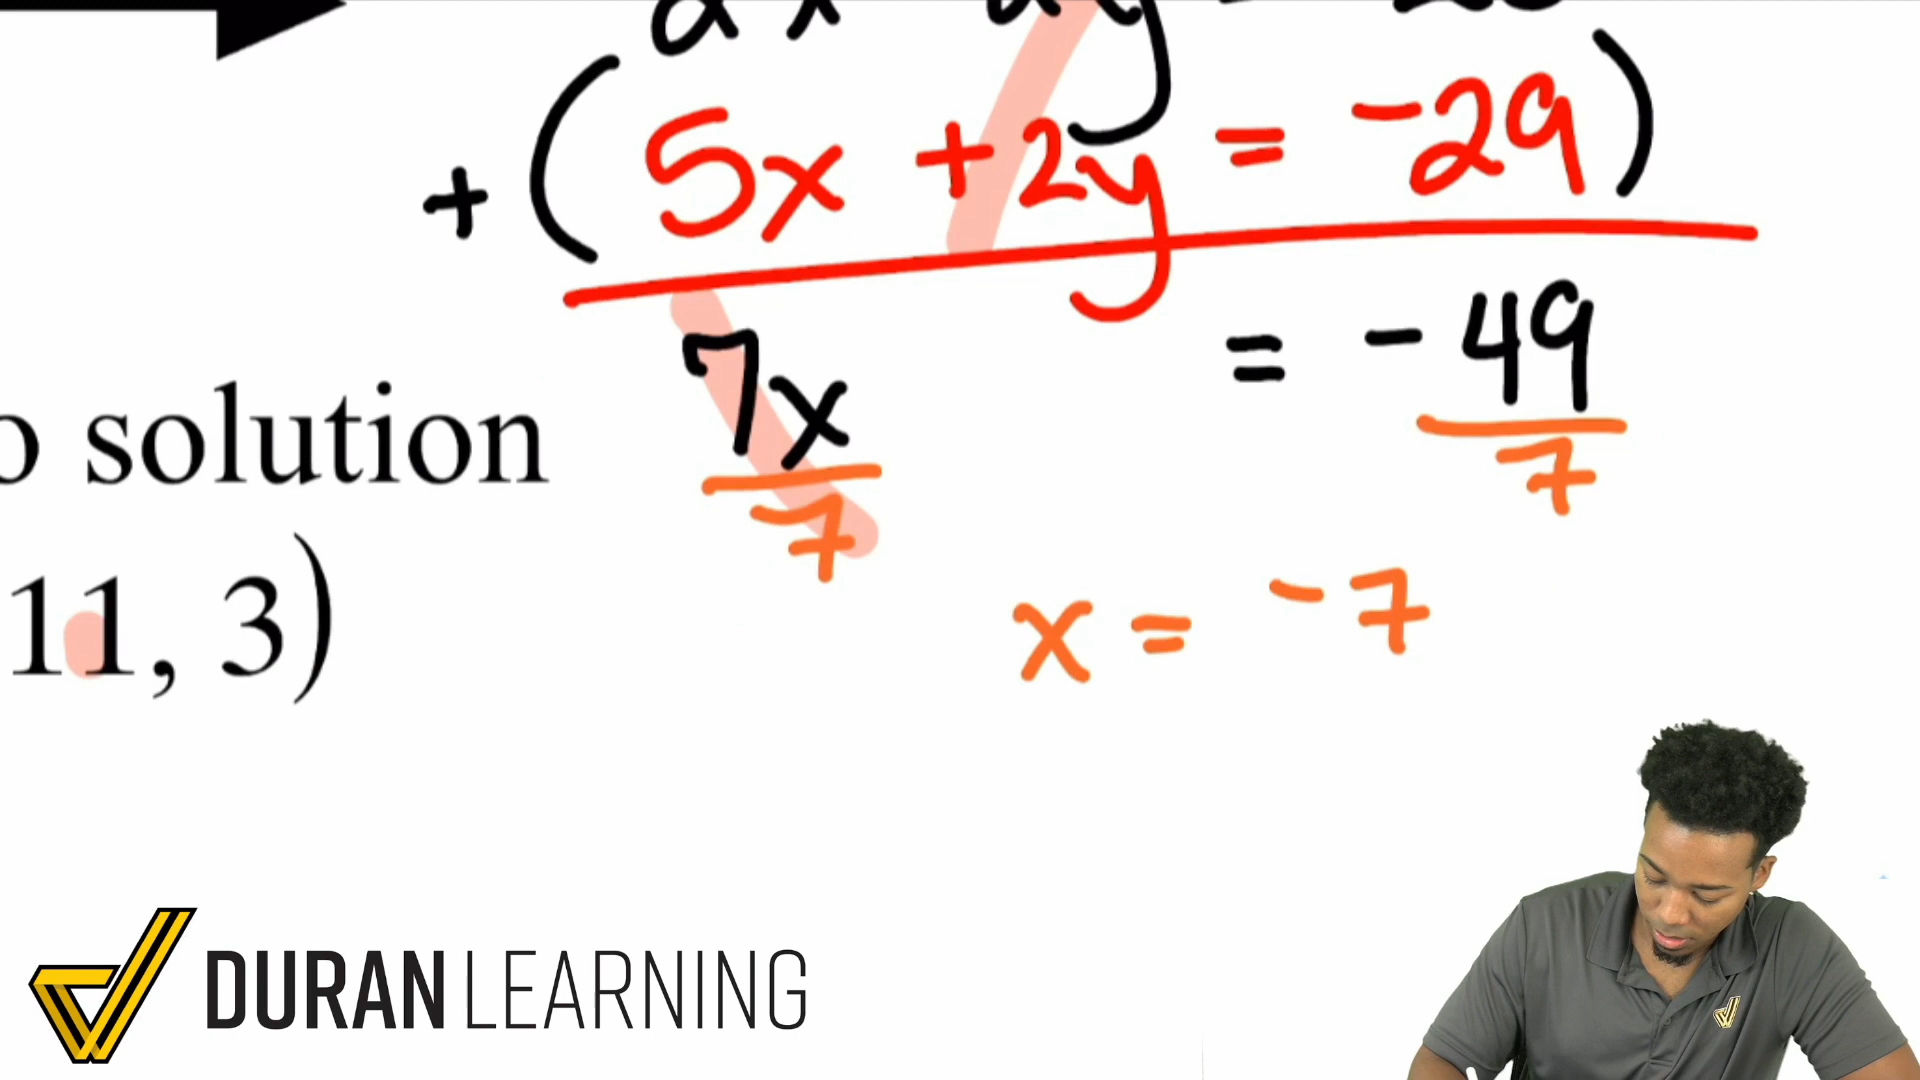 + ( 5x + 2y = -29 )
7x = -49
7 7
o solution
x = -7
11, 3)
DURAN LEARNING